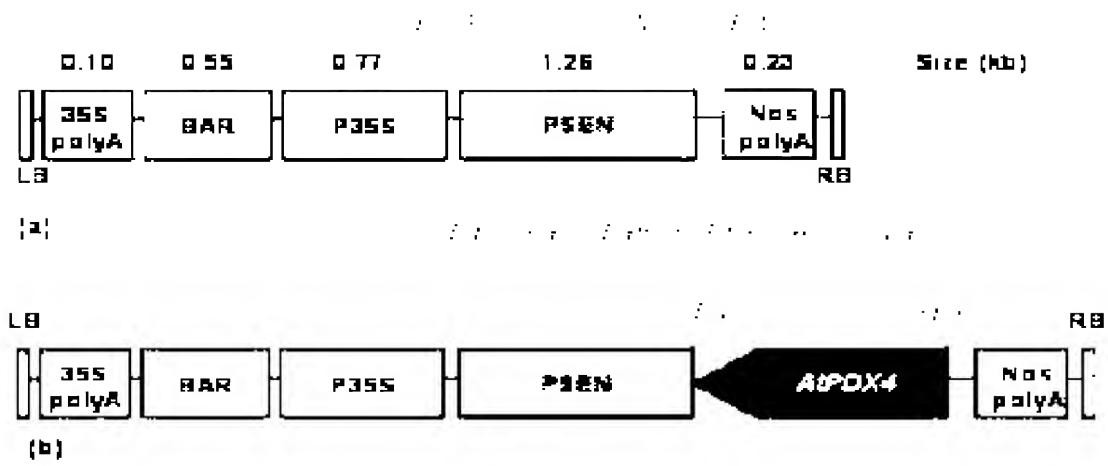 0.10 0.55 0.77 1.26 0.23 Size (kb)
35S polyA BAR P35S PSEN Nos polyA
LB RB
(a)
LB RB
35S polyA BAR P35S PSEN AtPOX4 Nos polyA
(b)